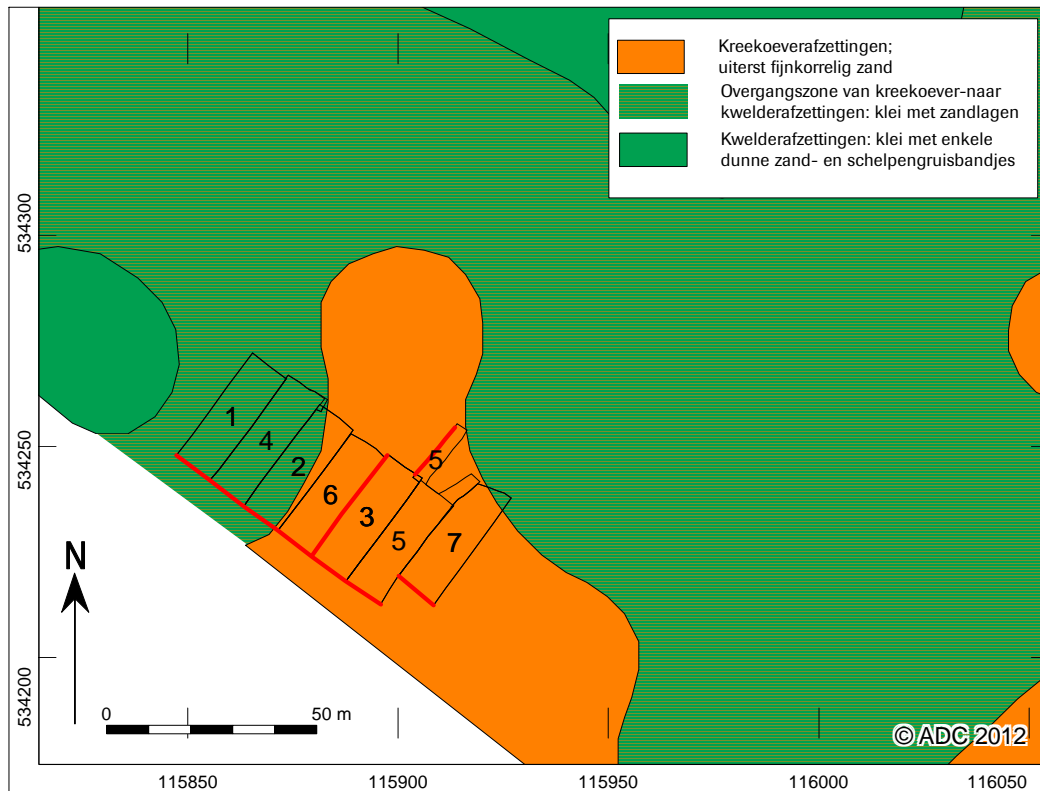 Kreekoeverafzettingen;
uiterst fijnkorrelig zand
Overgangszone van kreekoever-naar
kwelderafzettingen: klei met zandlagen
Kwelderafzettingen: klei met enkele
dunne zand- en schelpengruisbandjes
534300
534250
534200
1
4
2
6
3
5
5
7
N
0
50 m
© ADC 2012
115850
115900
115950
116000
116050